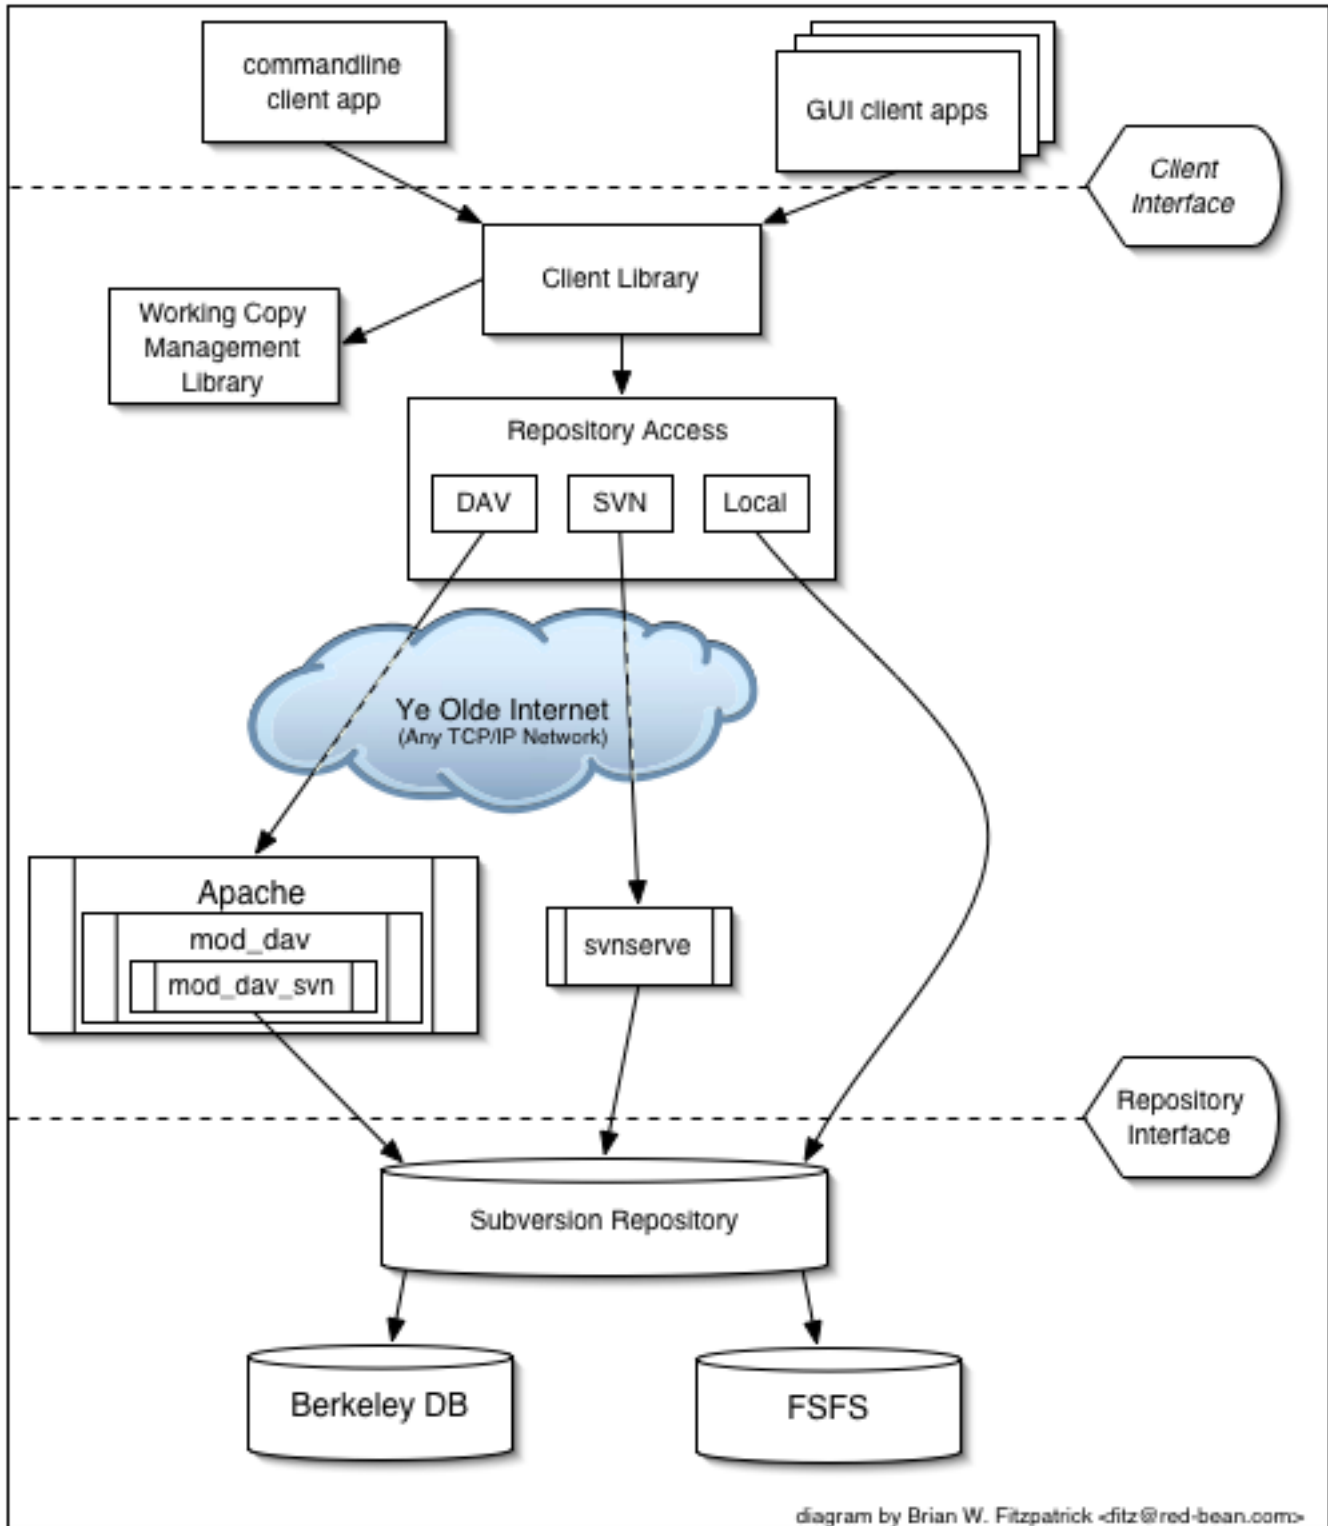 commandline
client app
GUI client apps
Client
Interface
Client Library
Working Copy
Management
Library
Repository Access
DAV
SVN
Local
Ye Olde Internet
(Any TCP/IP Network)
Apache
mod_dav
mod_dav_svn
svnserve
Repository
Interface
Subversion Repository
Berkeley DB
FSFS
diagram by Brian W. Fitzpatrick <fitz@red-bean.com>